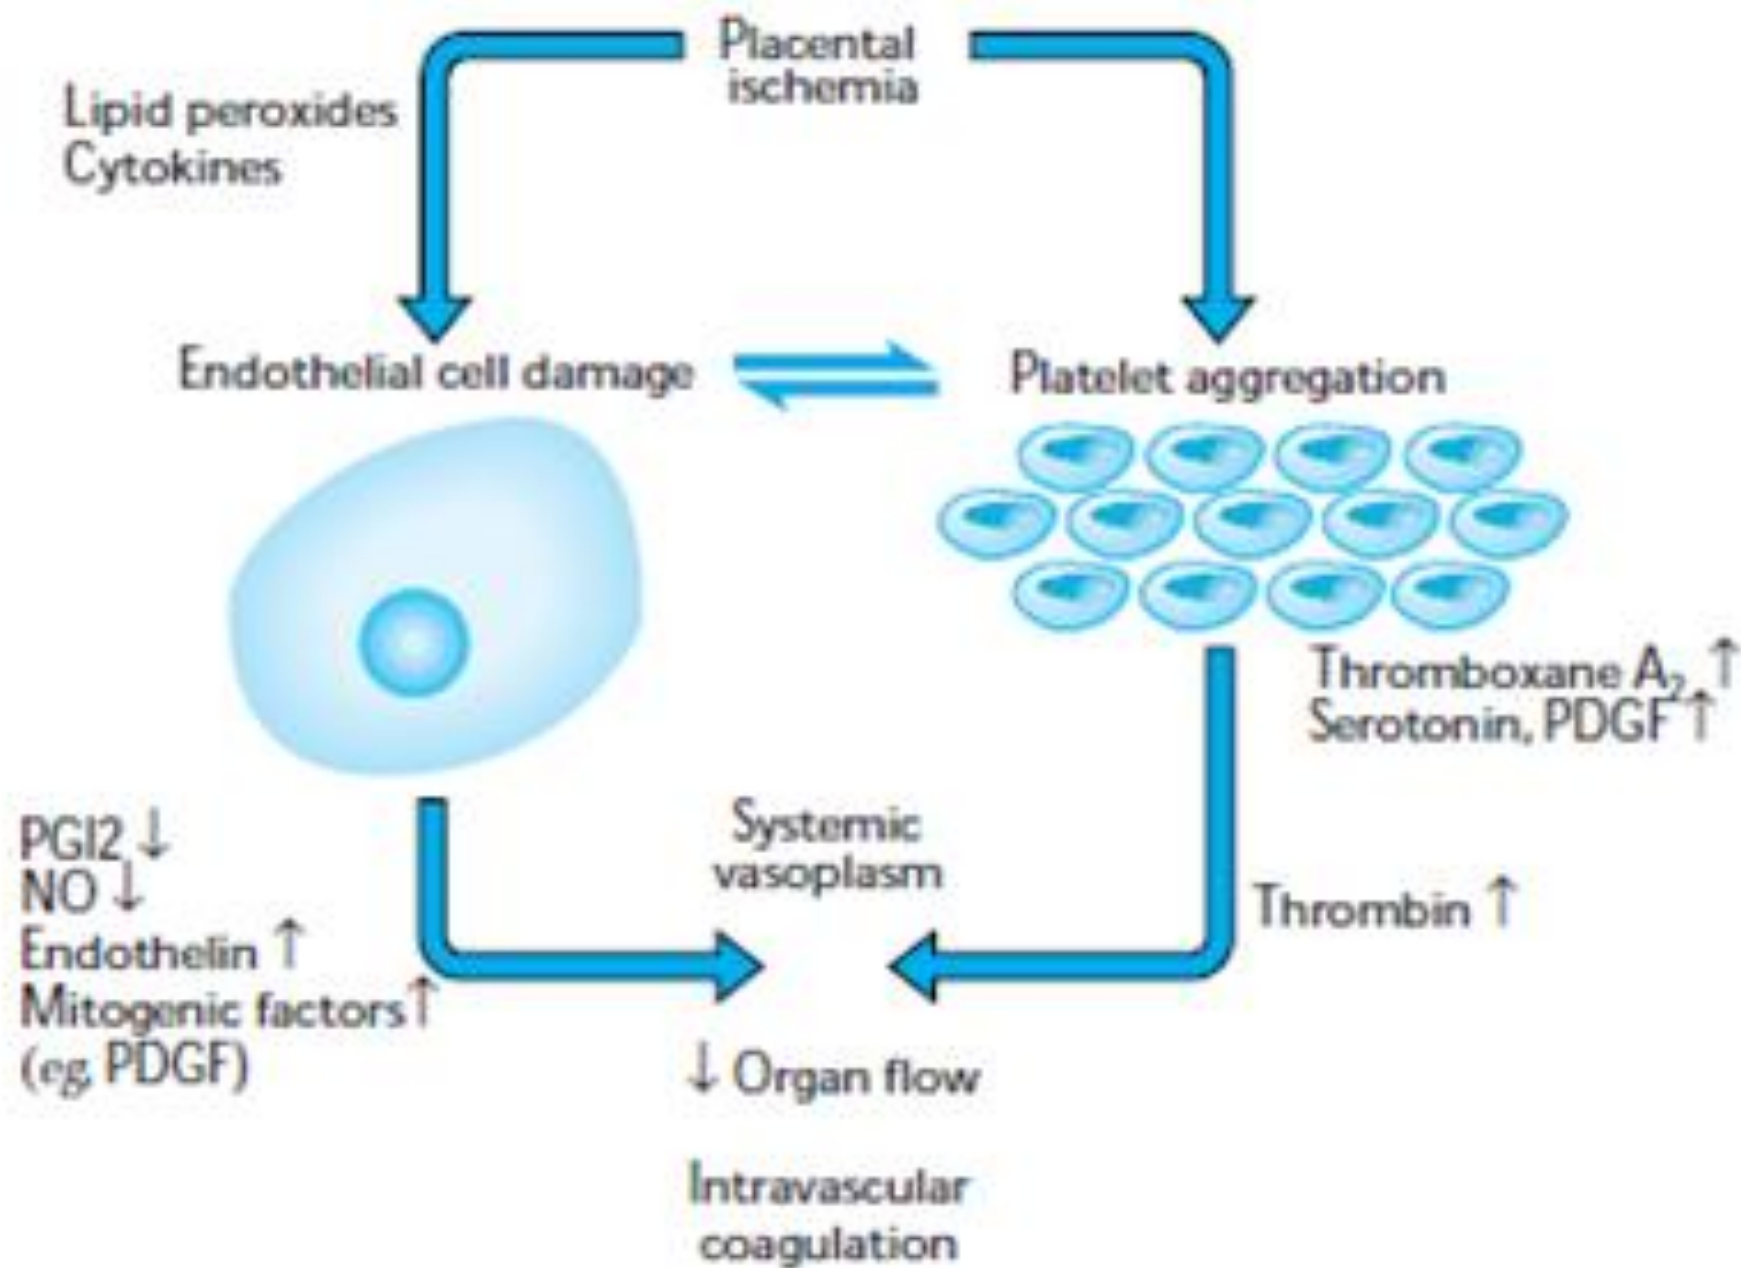 Placental
ischemia
Lipid peroxides
Cytokines
Endothelial cell damage
Platelet aggregation
Thromboxane A₂ ↑
Serotonin, PDGF ↑
PGI2 ↓
NO ↓
Endothelin ↑
Mitogenic factors ↑
(eg, PDGF)
Systemic
vasoplasm
Thrombin ↑
↓ Organ flow
Intravascular
coagulation